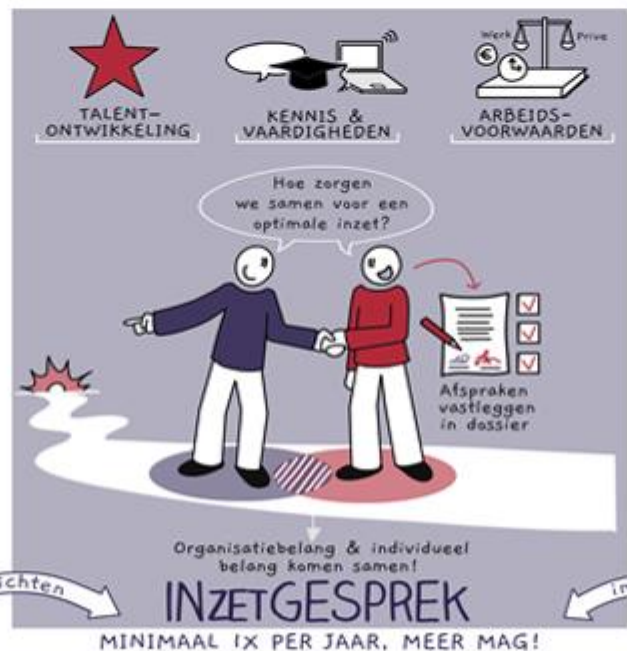 Werk Prive
€
TALENT-
ONTWIKKELING
KENNIS &
VAARDIGHEDEN
ARBEIDS-
VOORWAARDEN
Hoe zorgen
we samen voor een
optimale inzet?
Afspraken
vastleggen
in dossier
Organisatiebelang & individueel
belang komen samen!
INZETGESPREK
MINIMAAL 1X PER JAAR, MEER MAG!